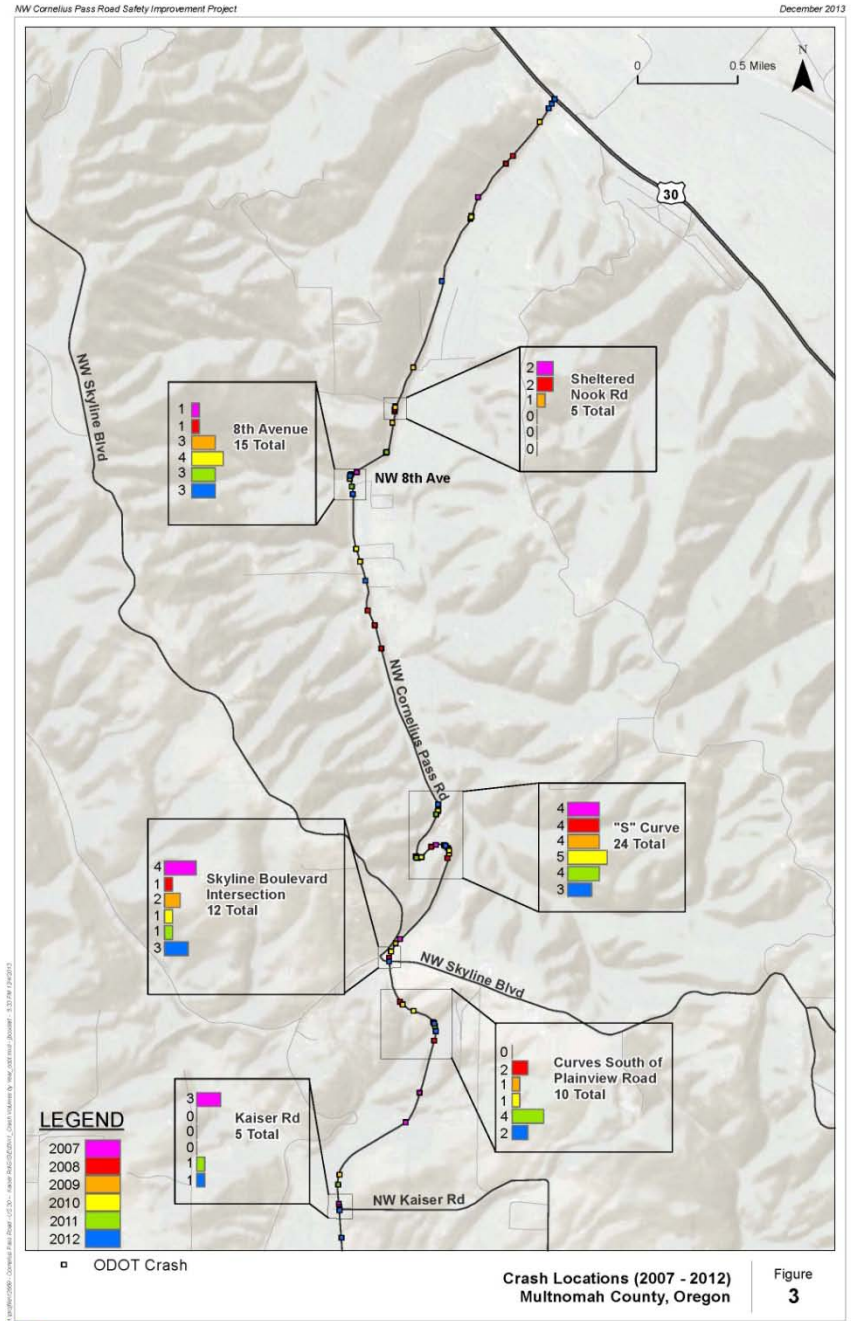 NW Cornelius Pass Road Safety Improvement Project
December 2013
0
0.5 Miles
N
30
NW Skyline Blvd
2
2
1
0
0
0
Sheltered
Nook Rd
5 Total
1
1
3
4
3
3
8th Avenue
15 Total
NW 8th Ave
NW Cornelius Pass Rd
4
4
4
5
4
3
"S" Curve
24 Total
4
1
2
1
1
3
Skyline Boulevard
Intersection
12 Total
NW Skyline Blvd
0
2
1
1
4
2
Curves South of
Plainview Road
10 Total
3
0
0
0
1
1
Kaiser Rd
5 Total
NW Kaiser Rd
LEGEND
2007
2008
2009
2010
2011
2012
ODOT Crash
Crash Locations (2007 - 2012)
Multnomah County, Oregon
Figure
3